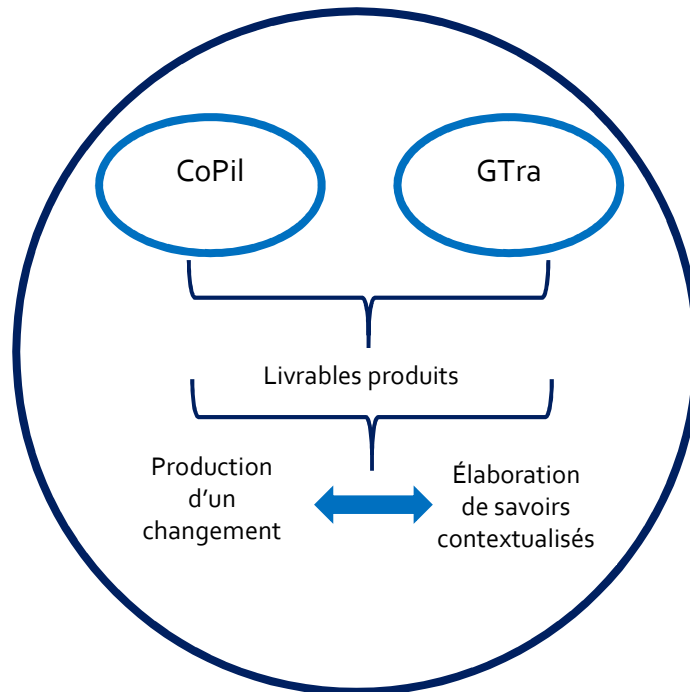 CoPil
GTra
Livrables produits
Production
d'un
changement
Élaboration
de savoirs
contextualisés